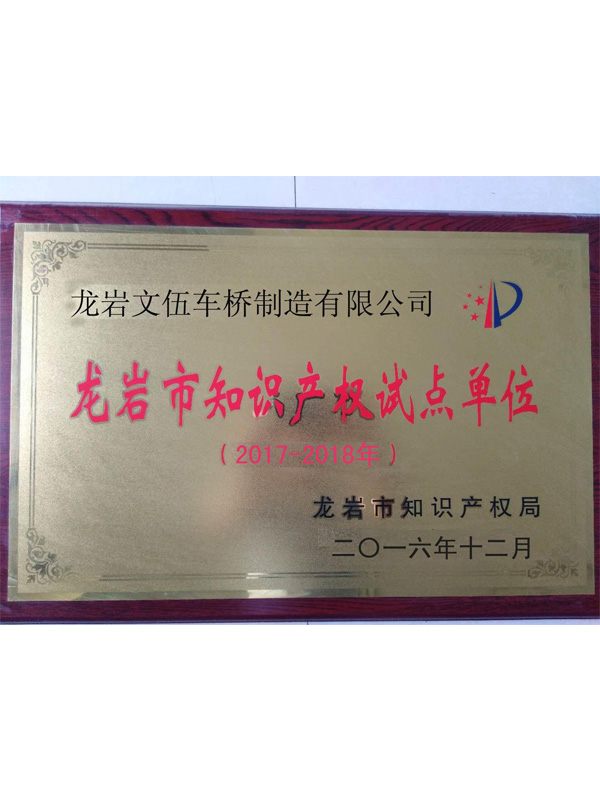 龙岩文伍车桥制造有限公司
龙岩市知识产权试点单位
（2017-2018年）
龙岩市知识产权局
二〇一六年十二月